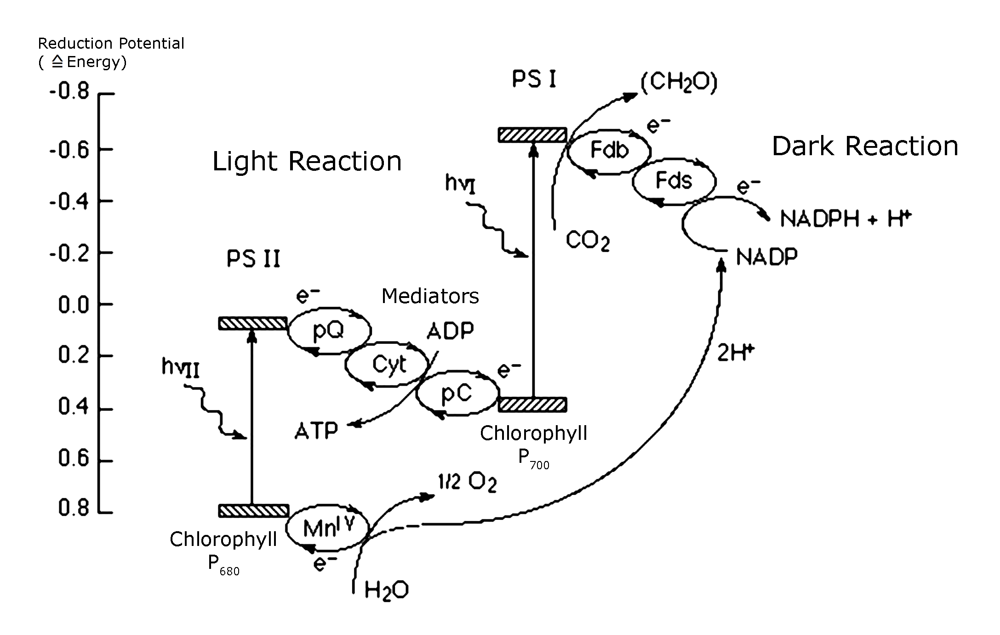 Reduction Potential
( ≙ Energy)
-0.8
-0.6
-0.4
-0.2
0.0
0.2
0.4
0.6
0.8
Light Reaction
Dark Reaction
PS I
(CH2O)
e⁻
Fdb
Fds
e⁻
hνI
NADPH + H⁺
CO2
NADP
PS II
e⁻
Mediators
pQ
ADP
Cyt
hνII
e⁻
pC
2H⁺
ATP
Chlorophyll
P700
1/2 O2
MnIV
Chlorophyll
P680
e⁻
H2O